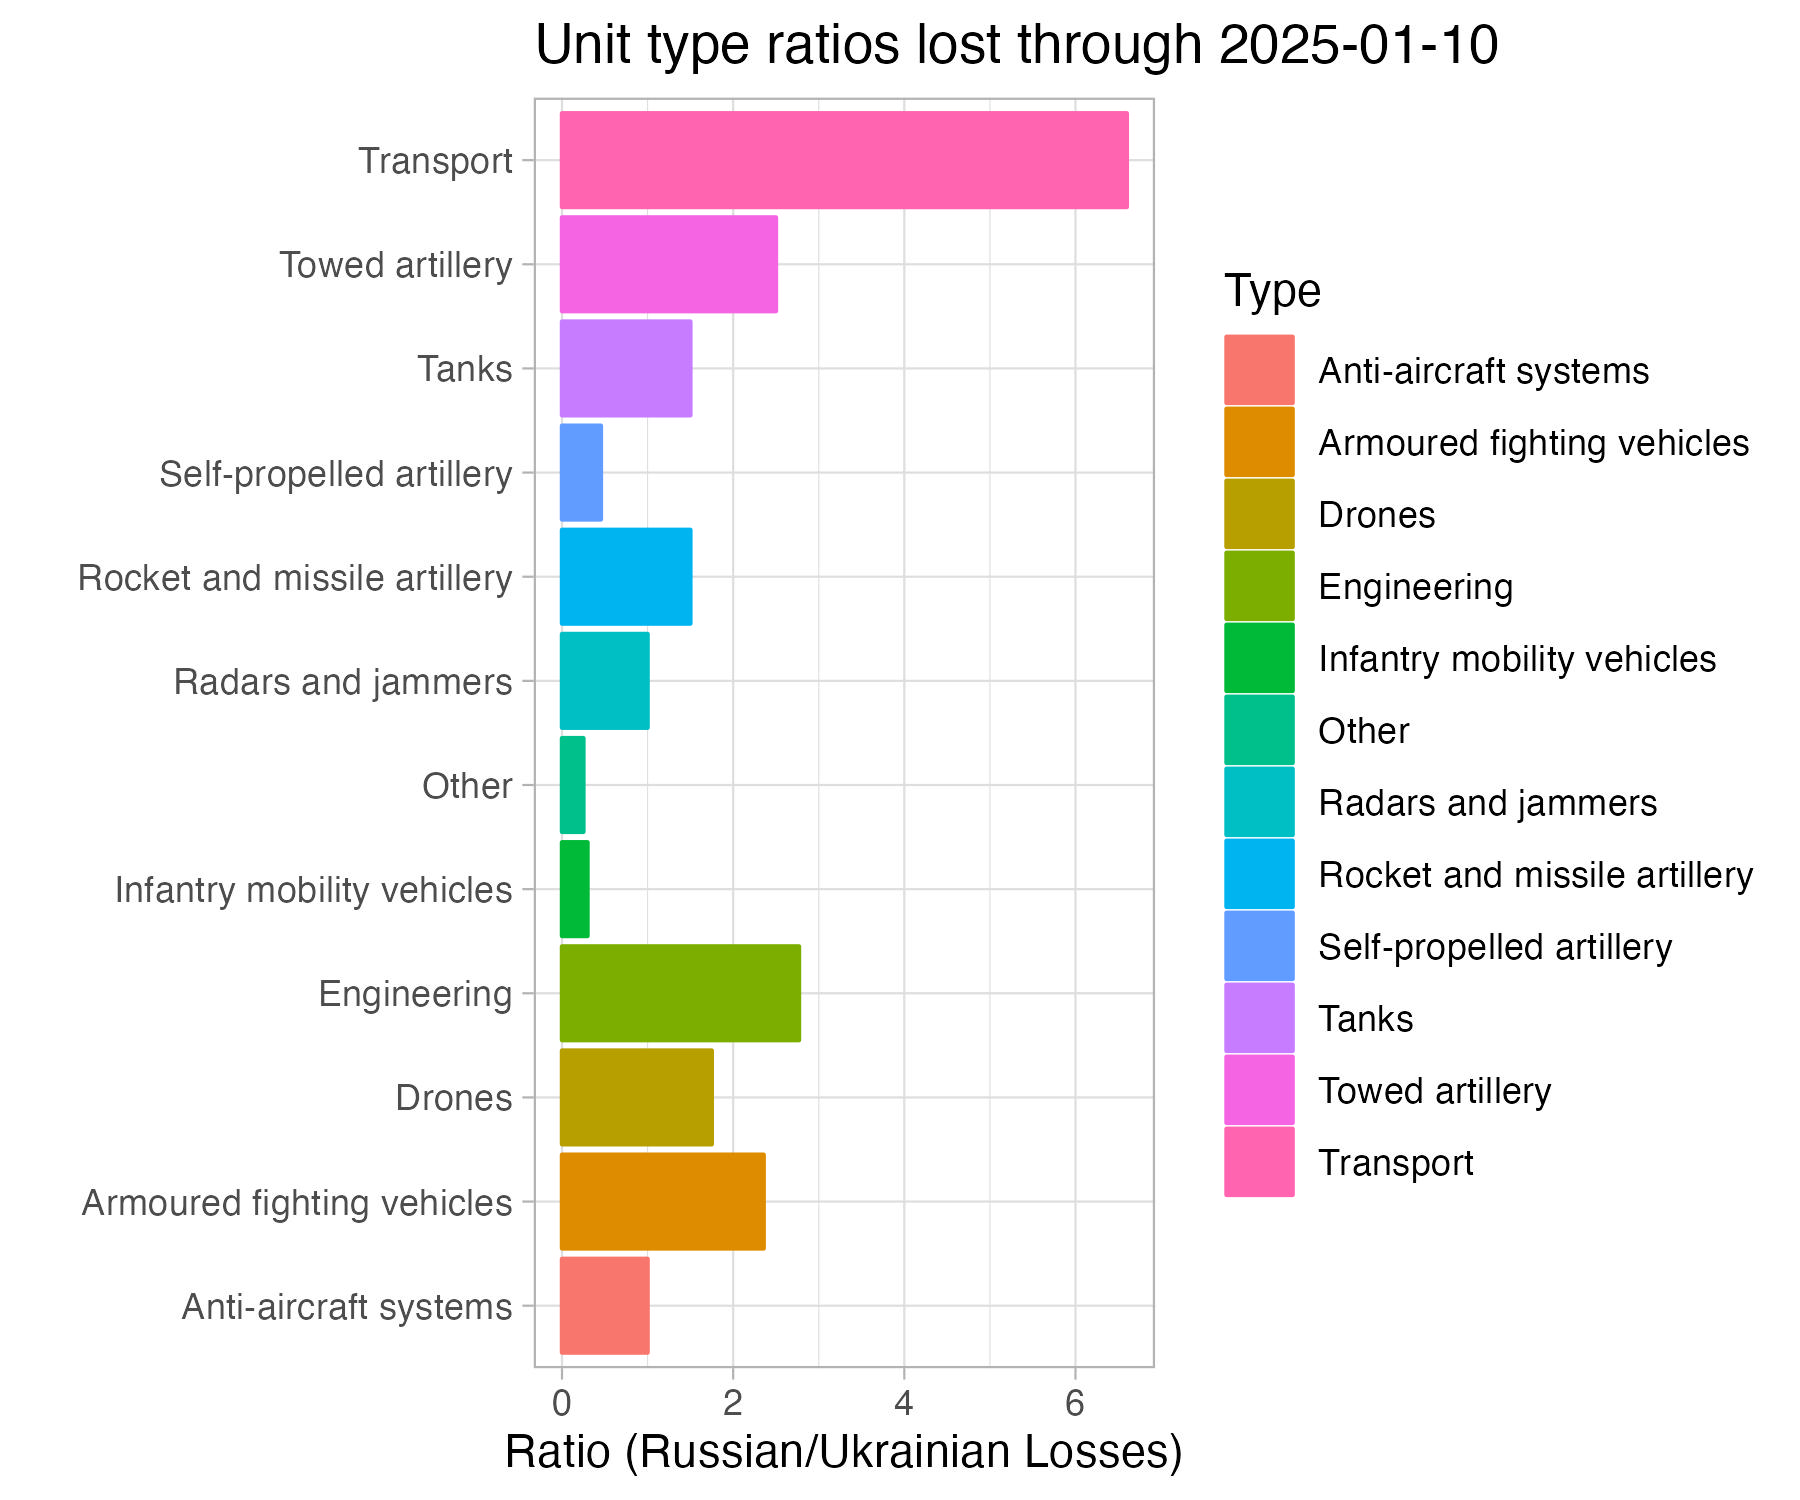 Unit type ratios lost through 2025-01-10
Transport
Towed artillery
Tanks
Self-propelled artillery
Rocket and missile artillery
Radars and jammers
Other
Infantry mobility vehicles
Engineering
Drones
Armoured fighting vehicles
Anti-aircraft systems
0 2 4 6
Ratio (Russian/Ukrainian Losses)
Type
Anti-aircraft systems
Armoured fighting vehicles
Drones
Engineering
Infantry mobility vehicles
Other
Radars and jammers
Rocket and missile artillery
Self-propelled artillery
Tanks
Towed artillery
Transport